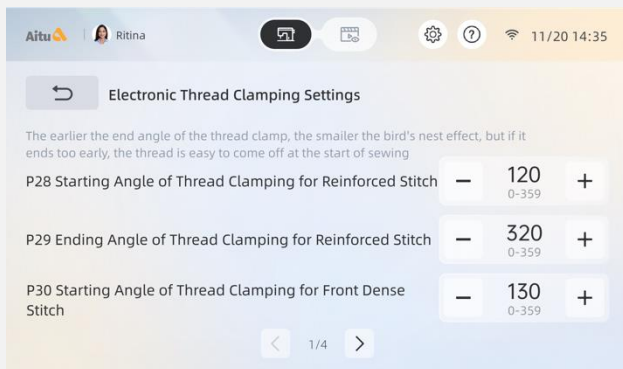 Aitu
Ritina
11/20 14:35
Electronic Thread Clamping Settings
The earlier the end angle of the thread clamp, the smaller the bird's nest effect, but if it
ends too early, the thread is easy to come off at the start of sewing
P28 Starting Angle of Thread Clamping for Reinforced Stitch
120
0-359
P29 Ending Angle of Thread Clamping for Reinforced Stitch
320
0-359
P30 Starting Angle of Thread Clamping for Front Dense
Stitch
130
0-359
1/4